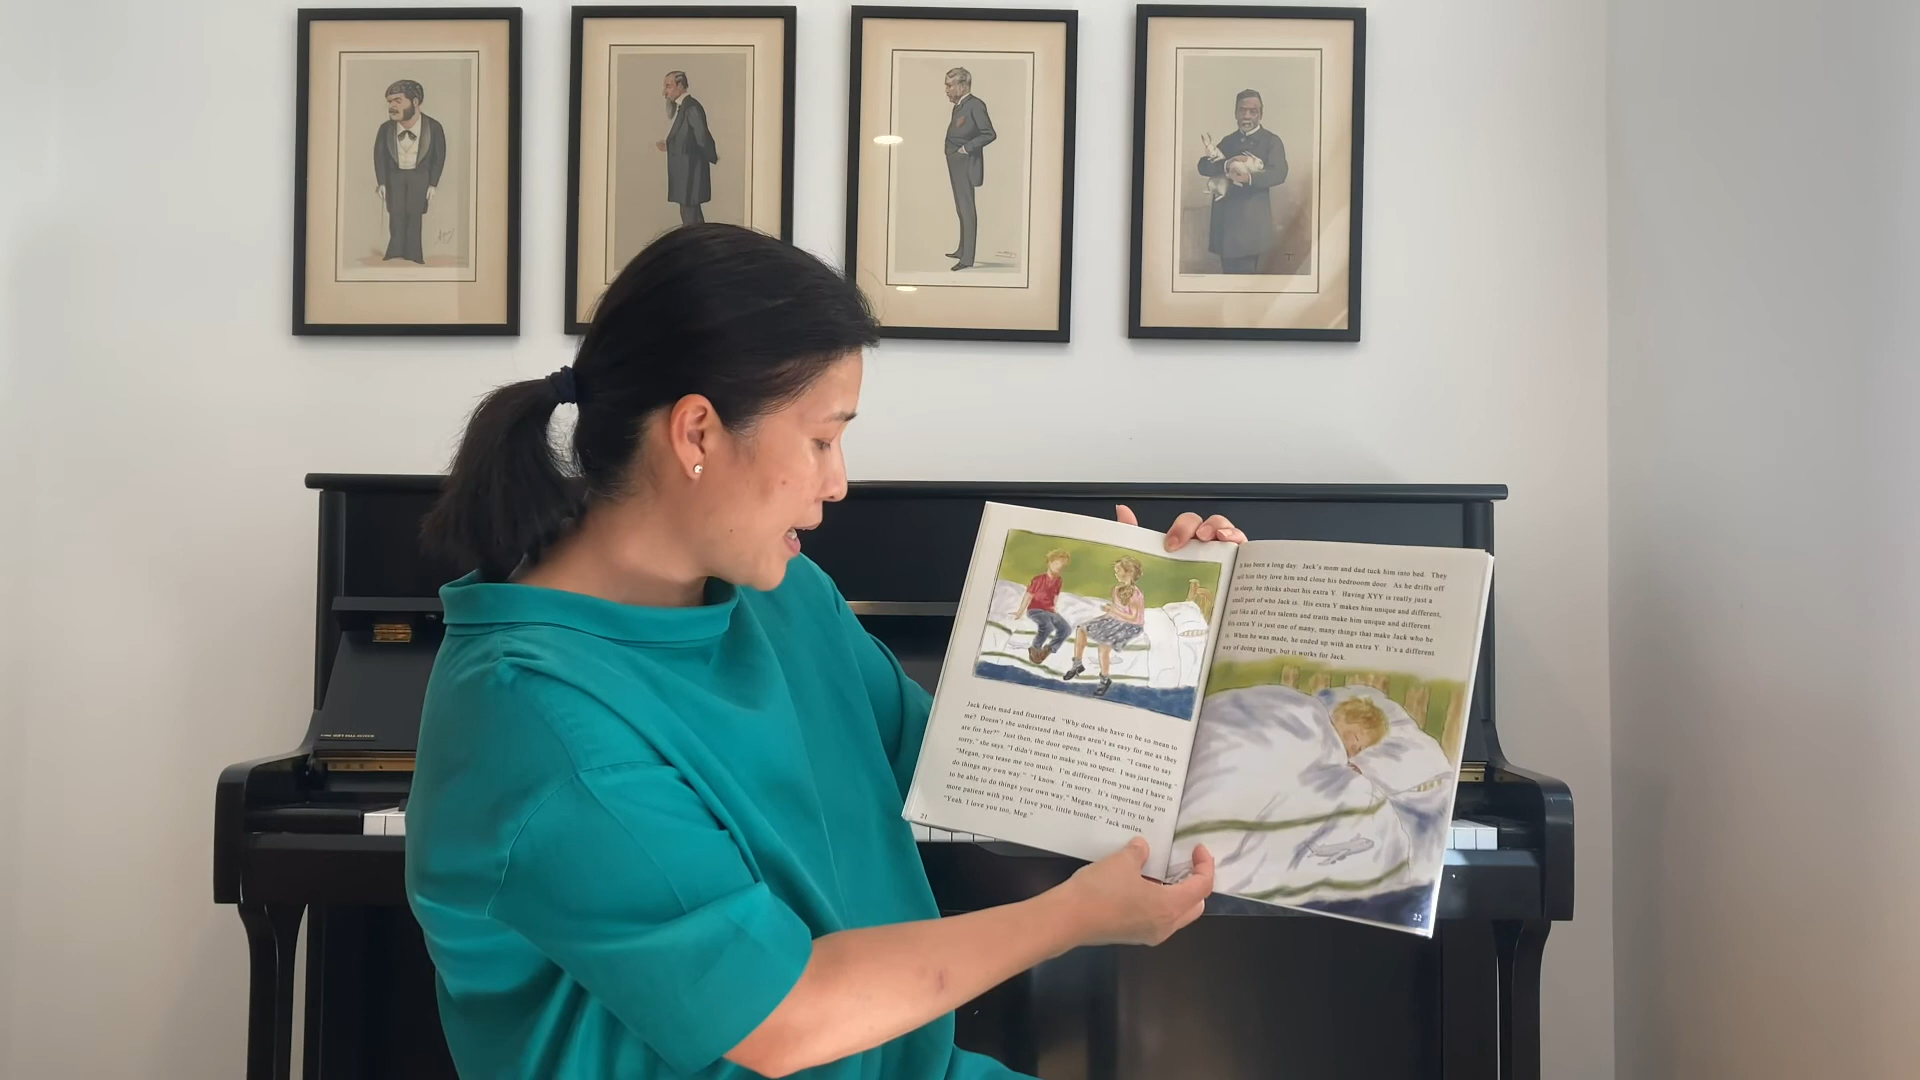 Jack feels mad and frustrated. "Why does she have to be so mean to
me? Doesn't she understand that things aren't as easy for me as they
are for her?" Just then, the door opens. It's Megan. "I came to say
sorry," she says. "I didn't mean to make you so upset. I was just teasing."
"Megan, you tease me too much. I'm different from you and I have to
do things my own way." "I know. I'm sorry. It's important for you
to be able to do things your own way," Megan says, "I'll try to be
more patient with you. I love you, little brother." Jack smiles.
"Yeah. I love you too, Meg."
21
It has been a long day. Jack's mom and dad tuck him into bed. They
tell him they love him and close his bedrooom door. As he drifts off
to sleep, he thinks about his extra Y. Having XYY is really just a
small part of who Jack is. His extra Y makes him unique and different,
just like all of his talents and traits make him unique and different.
His extra Y is just one of many, many things that make Jack who he
is. When he was made, he ended up with an extra Y. It's a different
way of doing things, but it works for Jack.
22